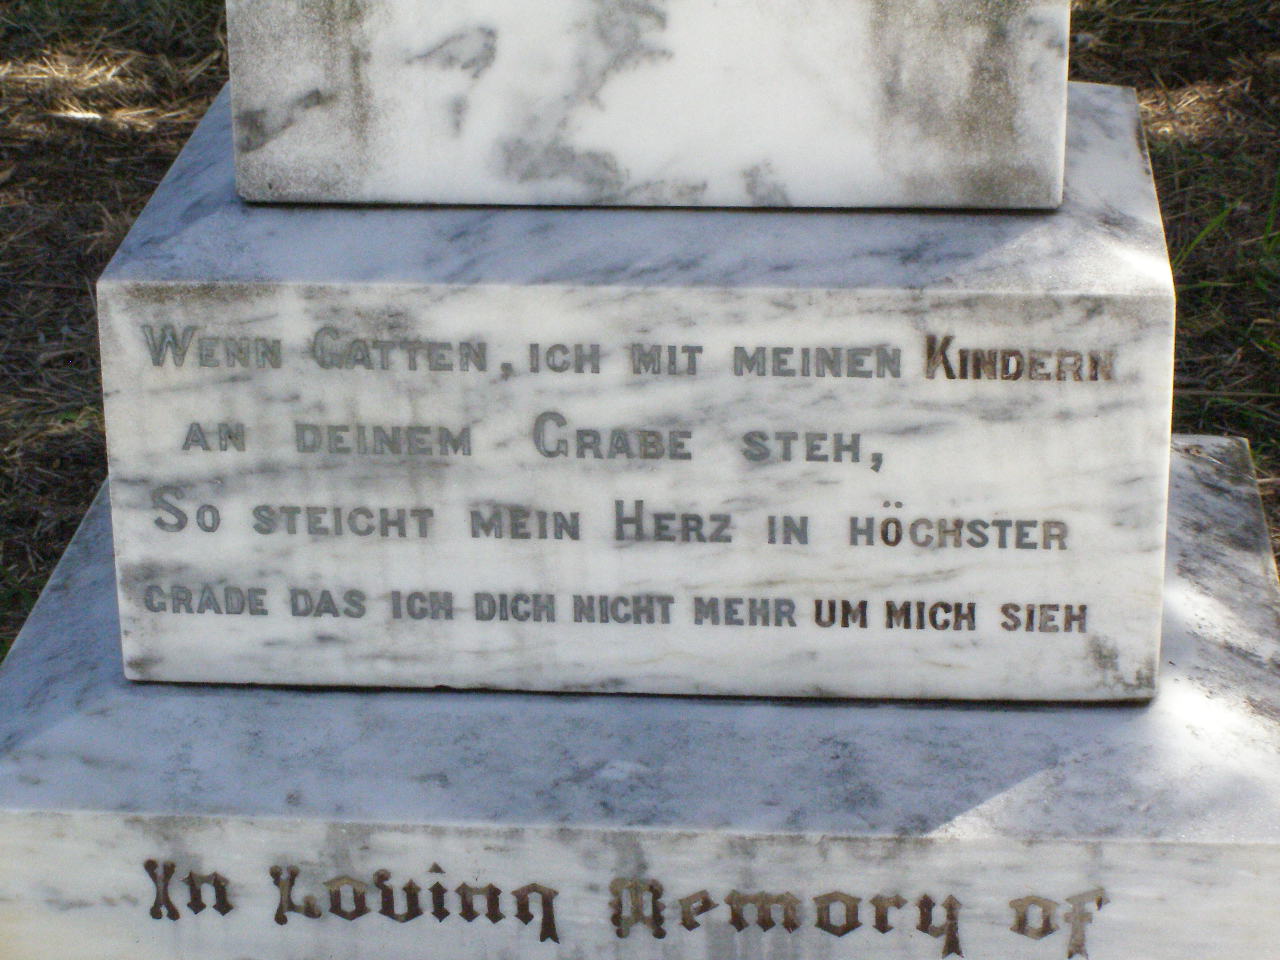 WENN GATTEN, ICH MIT MEINEN KINDERN
AN DEINEM GRABE STEH,
SO STEICHT MEIN HERZ IN HÖCHSTER
GRADE DAS ICH DICH NICHT MEHR UM MICH SIEH
In Loving Memory of